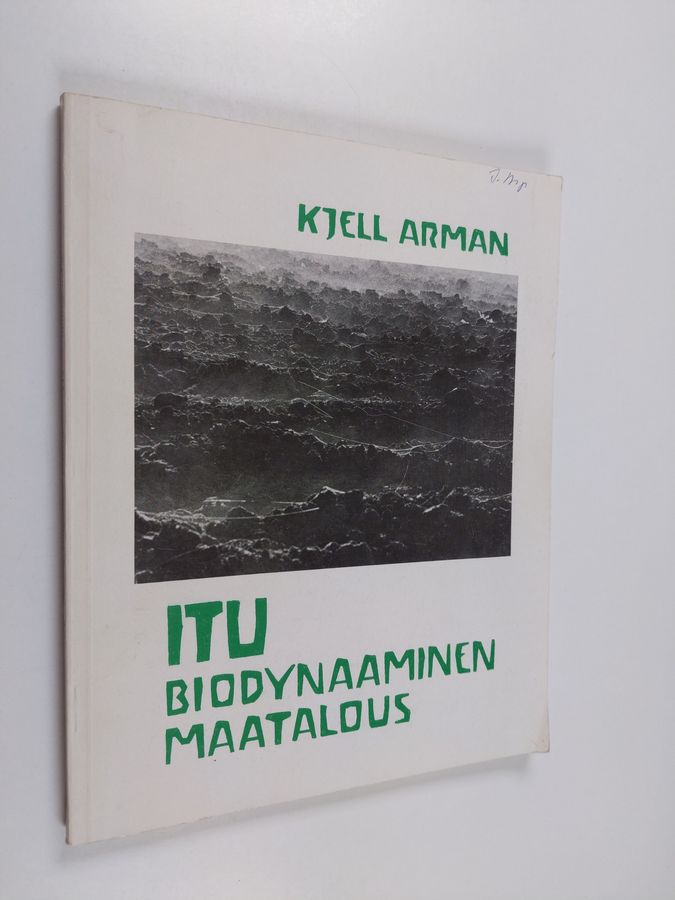 KJELL ARMAN
ITU
BIODYNAAMINEN
MAATALOUS